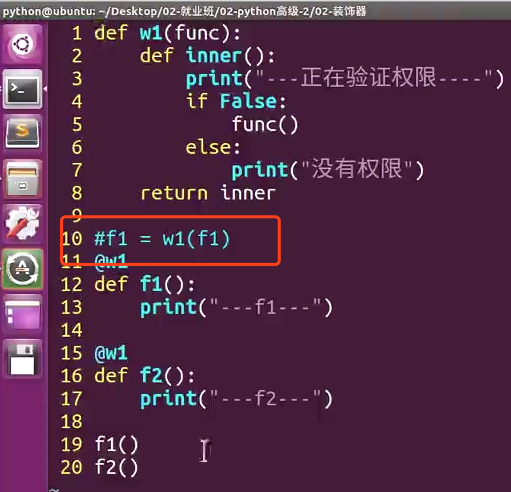 python@ubuntu: ~/Desktop/02-就业班/02-python高级-2/02-装饰器
1 def w1(func):
2     def inner():
3         print("---正在验证权限----")
4         if False:
5             func()
6         else:
7             print("没有权限")
8     return inner
9
10 #f1 = w1(f1)
11 @w1
12 def f1():
13     print("---f1---")
14
15 @w1
16 def f2():
17     print("---f2---")
18
19 f1()
20 f2()
~